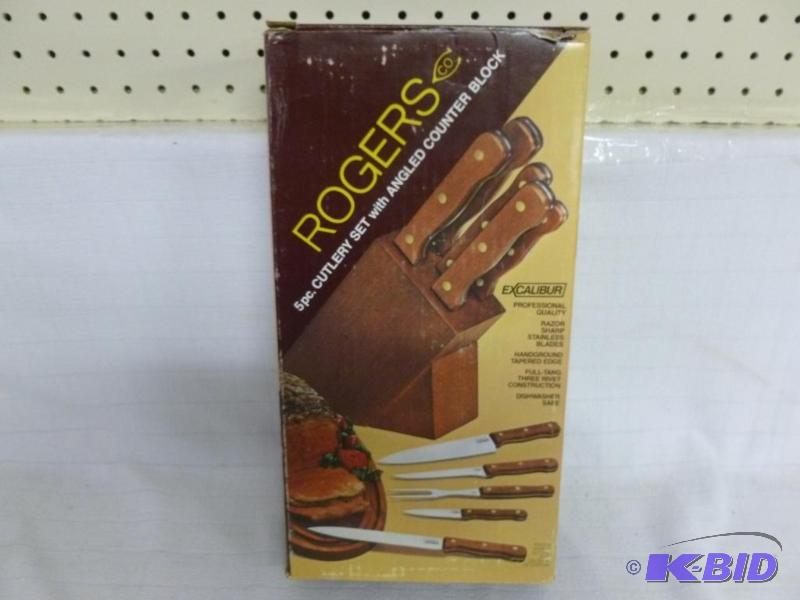 ROGERS CO.
5pc. CUTLERY SET with ANGLED COUNTER BLOCK
EXCALIBUR
PROFESSIONAL
QUALITY
RAZOR
SHARP
STAINLESS
BLADES
HANDGROUND
TAPERED EDGE
FULL-TANG
THREE RIVET
CONSTRUCTION
DISHWASHER
SAFE
© K-BID